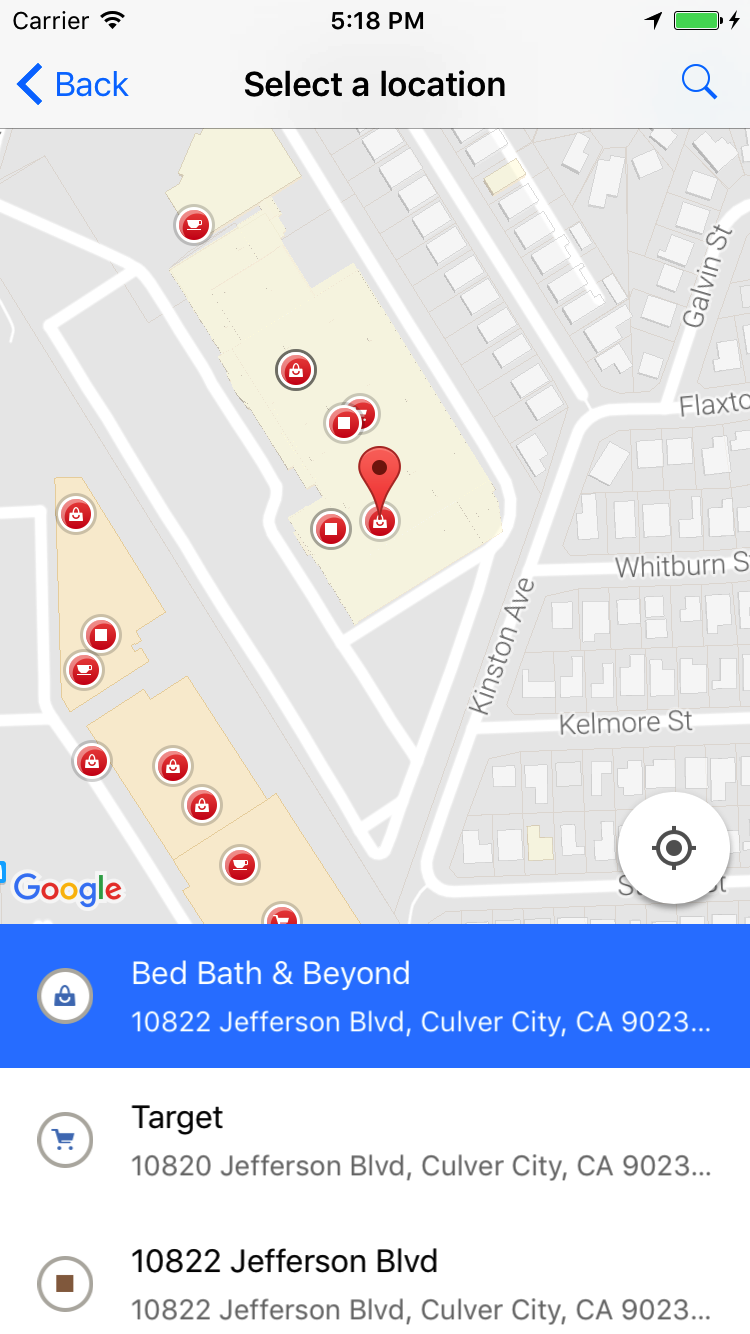 Carrier 5:18 PM
Back Select a location
Galvin St
Whitburn
Kinston Ave
Kelmore St
Google
Bed Bath & Beyond
10822 Jefferson Blvd, Culver City, CA 9023...
Target
10820 Jefferson Blvd, Culver City, CA 9023...
10822 Jefferson Blvd
10822 Jefferson Blvd, Culver City, CA 9023...